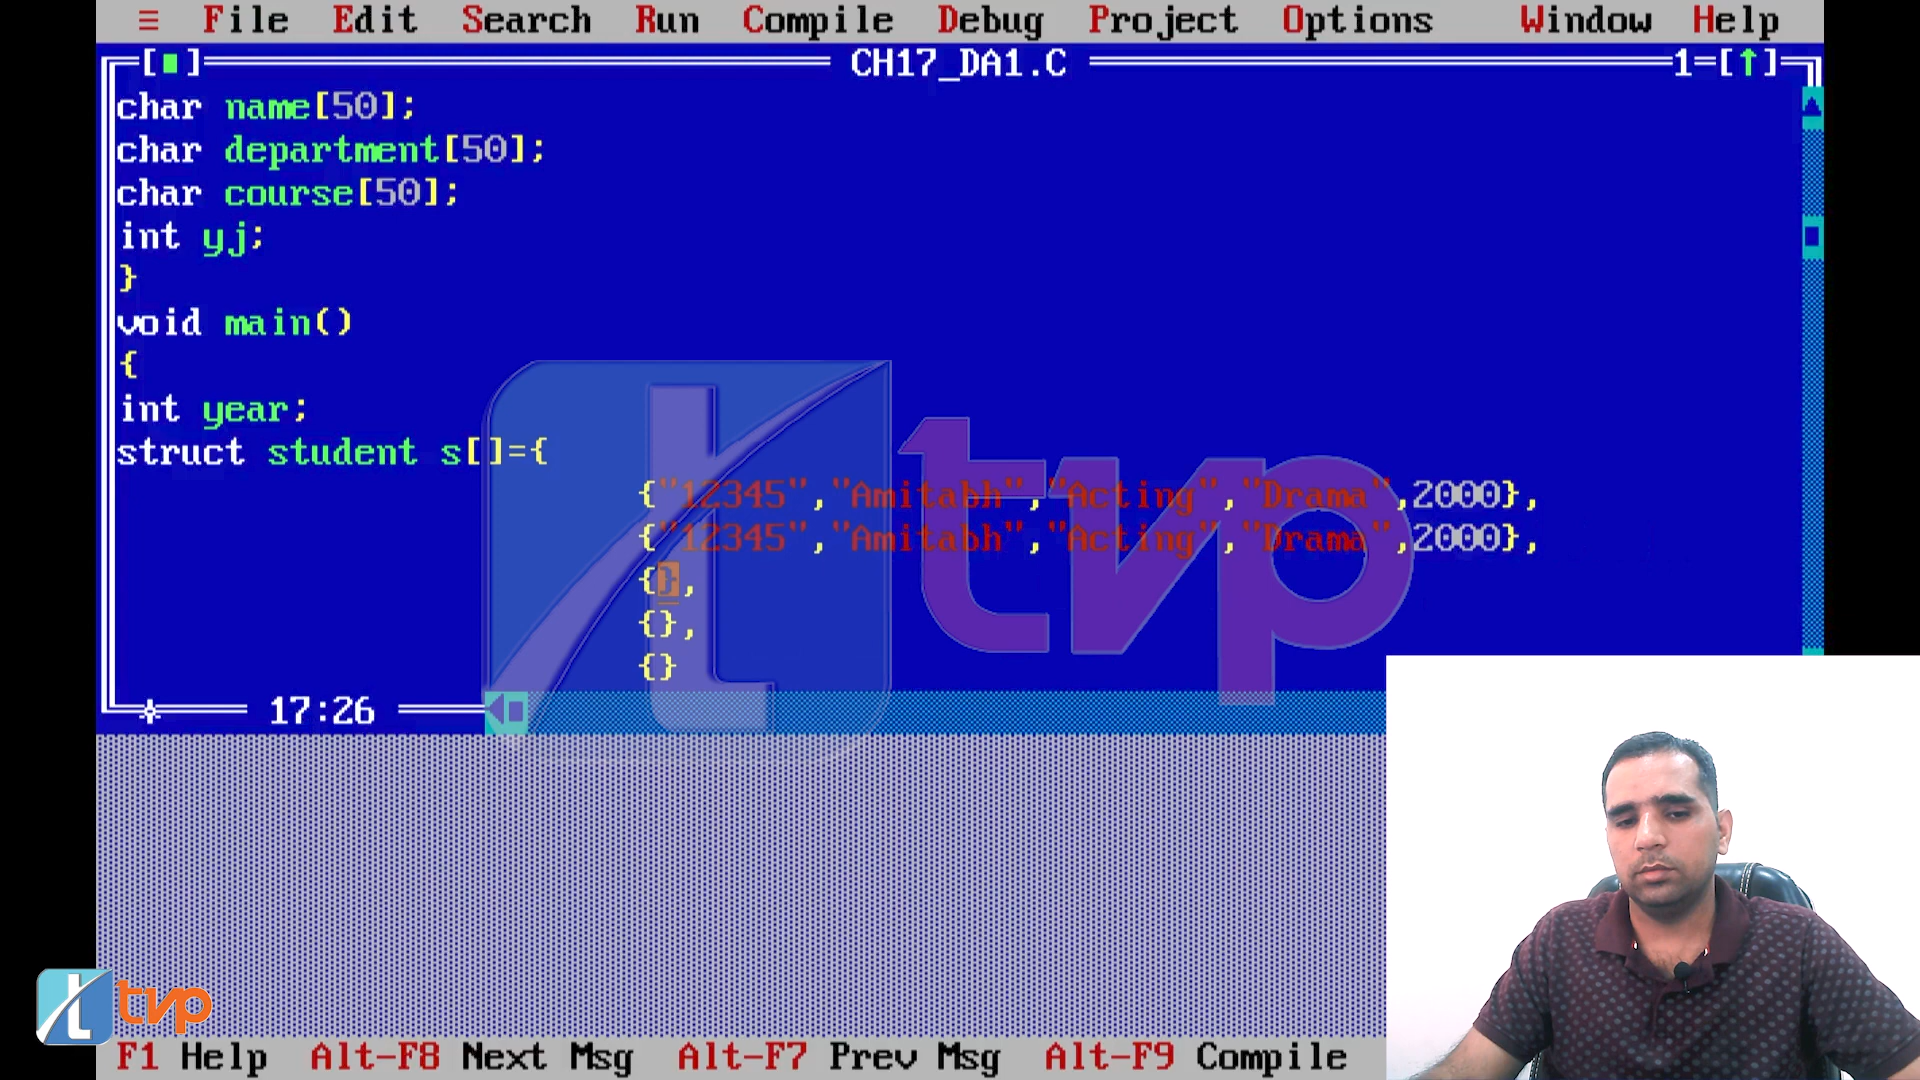 ≡ File Edit Search Run Compile Debug Project Options Window Help
[■] CH17_DA1.C 1=[↑]
char name[50];
char department[50];
char course[50];
int yj;
}
void main()
{
int year;
struct student s[]={
{"12345","Amitabh","Acting","Drama",2000},
{"12345","Amitabh","Acting","Drama",2000},
{},
{},
{}
17:26
tvp
tvp
F1 Help Alt-F8 Next Msg Alt-F7 Prev Msg Alt-F9 Compile